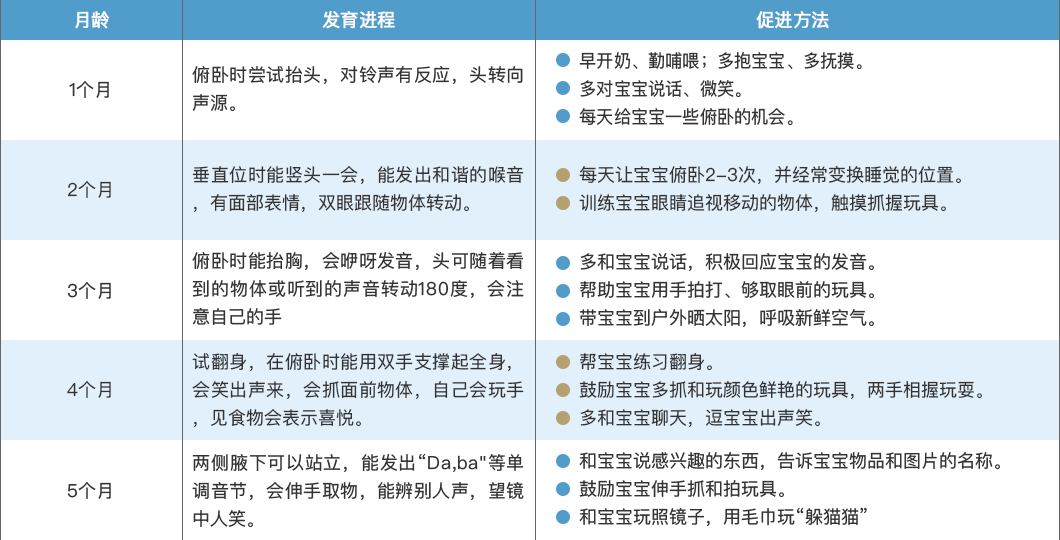 月龄
发育进程
促进方法
1个月
俯卧时尝试抬头，对铃声有反应，头转向
声源。
早开奶、勤哺喂；多抱宝宝、多抚摸。
多对宝宝说话、微笑。
每天给宝宝一些俯卧的机会。
2个月
垂直位时能竖头一会，能发出和谐的喉音
，有面部表情，双眼跟随物体转动。
每天让宝宝俯卧2-3次，并经常变换睡觉的位置。
训练宝宝眼睛追视移动的物体，触摸抓握玩具。
3个月
俯卧时能抬胸，会咿呀发音，头可随着看
到的物体或听到的声音转动180度，会注
意自己的手
多和宝宝说话，积极回应宝宝的发音。
帮助宝宝用手拍打、够取眼前的玩具。
带宝宝到户外晒太阳，呼吸新鲜空气。
4个月
试翻身，在俯卧时能用双手支撑起全身，
会笑出声来，会抓面前物体，自己会玩手
，见食物会表示喜悦。
帮宝宝练习翻身。
鼓励宝宝多抓和玩颜色鲜艳的玩具，两手相握玩耍。
多和宝宝聊天，逗宝宝出声笑。
5个月
两侧腋下可以站立，能发出“Da,ba"等单
调音节，会伸手取物，能辨别人声，望镜
中人笑。
和宝宝说感兴趣的东西，告诉宝宝物品和图片的名称。
鼓励宝宝伸手抓和拍玩具。
和宝宝玩照镜子，用毛巾玩“躲猫猫”